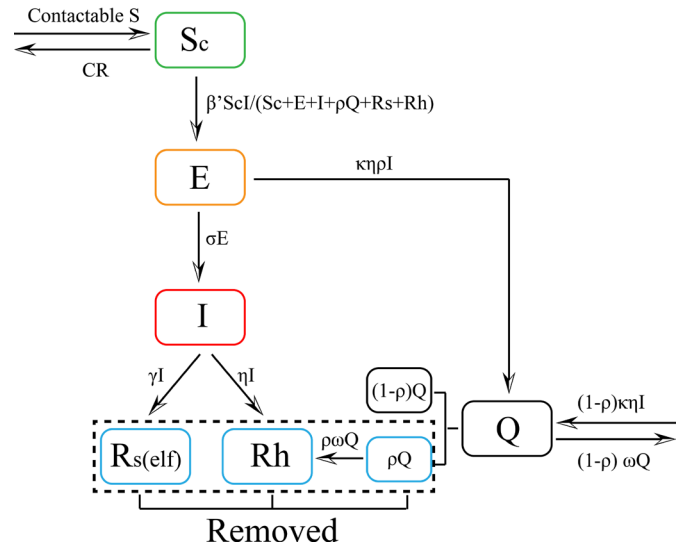 Contactable S
Sc
CR
β’ScI/(Sc+E+I+ρQ+Rs+Rh)
E
κηρI
σE
I
γI
ηI
(1-ρ)Q
(1-ρ)κηI
Q
Rs(elf)
Rh
ρωQ
ρQ
(1-ρ) ωQ
Removed